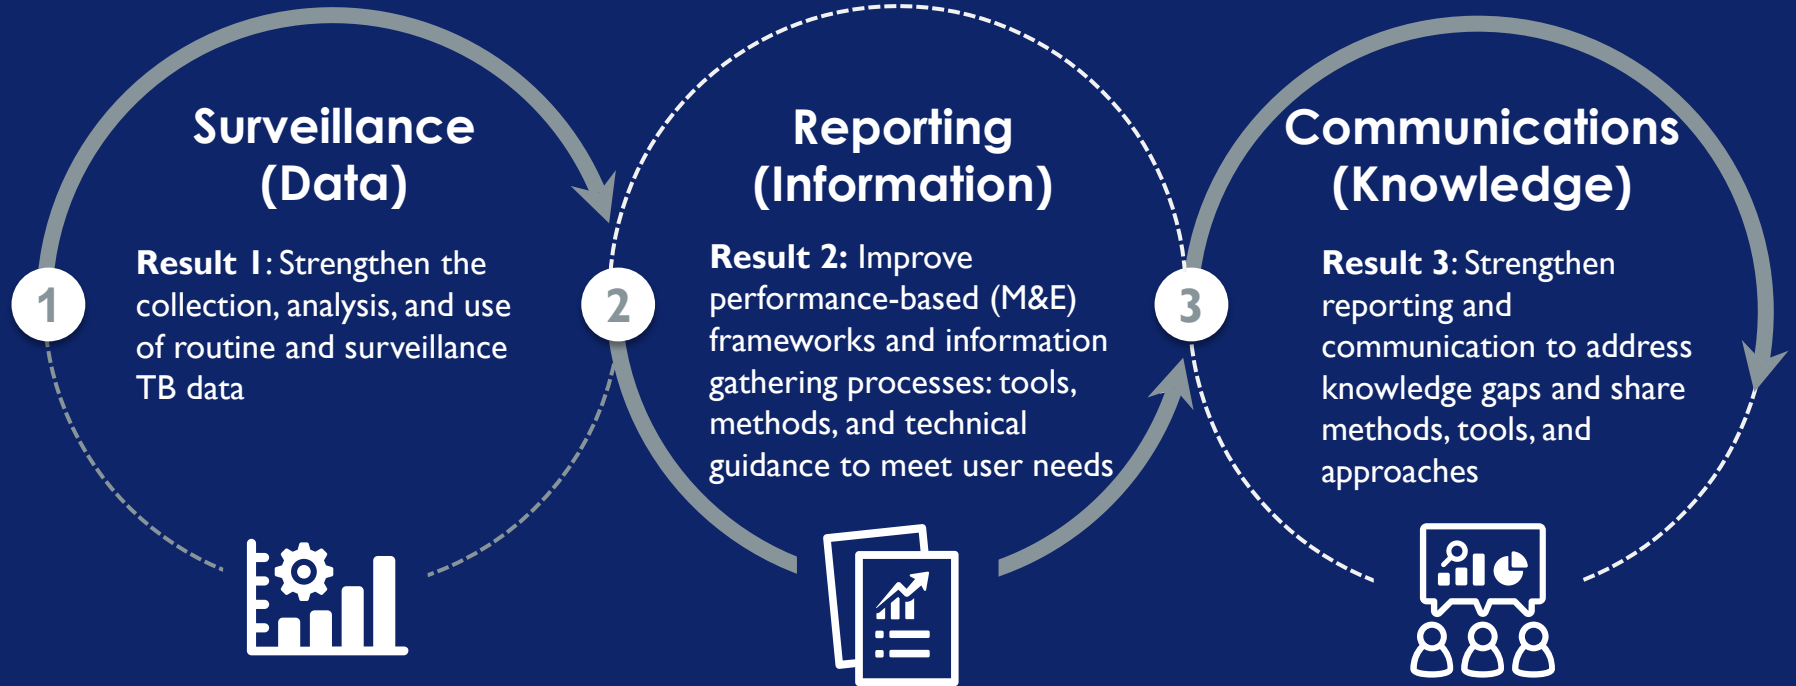 Surveillance
(Data)
1
Result 1: Strengthen the
collection, analysis, and use
of routine and surveillance
TB data
Reporting
(Information)
2
Result 2: Improve
performance-based (M&E)
frameworks and information
gathering processes: tools,
methods, and technical
guidance to meet user needs
Communications
(Knowledge)
3
Result 3: Strengthen
reporting and
communication to address
knowledge gaps and share
methods, tools, and
approaches